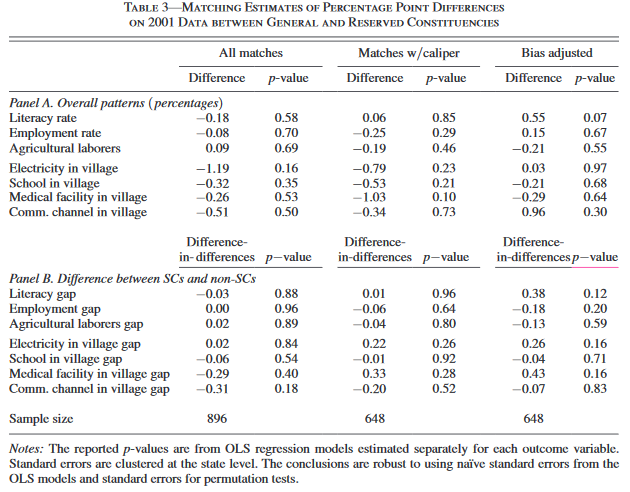 TABLE 3—MATCHING ESTIMATES OF PERCENTAGE POINT DIFFERENCES
ON 2001 DATA BETWEEN GENERAL AND RESERVED CONSTITUENCIES
All matches Matches w/caliper Bias adjusted
Difference p-value Difference p-value Difference p-value
Panel A. Overall patterns (percentages)
Literacy rate −0.18 0.58 0.06 0.85 0.55 0.07
Employment rate −0.08 0.70 −0.25 0.29 0.15 0.67
Agricultural laborers 0.09 0.69 −0.19 0.46 −0.21 0.55
Electricity in village −1.19 0.16 −0.79 0.23 0.03 0.97
School in village −0.32 0.35 −0.53 0.21 −0.21 0.68
Medical facility in village −0.26 0.53 −1.03 0.10 −0.29 0.64
Comm. channel in village −0.51 0.50 −0.34 0.73 0.96 0.30
Difference- Difference- Difference-
in-differences p−value in-differences p−value in-differences p−value
Panel B. Difference between SCs and non-SCs
Literacy gap −0.03 0.88 0.01 0.96 0.38 0.12
Employment gap 0.00 0.96 −0.06 0.64 −0.18 0.20
Agricultural laborers gap 0.02 0.89 −0.04 0.80 −0.13 0.59
Electricity in village gap 0.02 0.84 0.22 0.26 0.26 0.16
School in village gap −0.06 0.54 −0.01 0.92 −0.04 0.71
Medical facility in village gap −0.29 0.40 0.33 0.28 0.43 0.16
Comm. channel in village gap −0.31 0.18 −0.20 0.52 −0.07 0.83
Sample size 896 648 648
Notes: The reported p-values are from OLS regression models estimated separately for each outcome variable.
Standard errors are clustered at the state level. The conclusions are robust to using naïve standard errors from the
OLS models and standard errors for permutation tests.